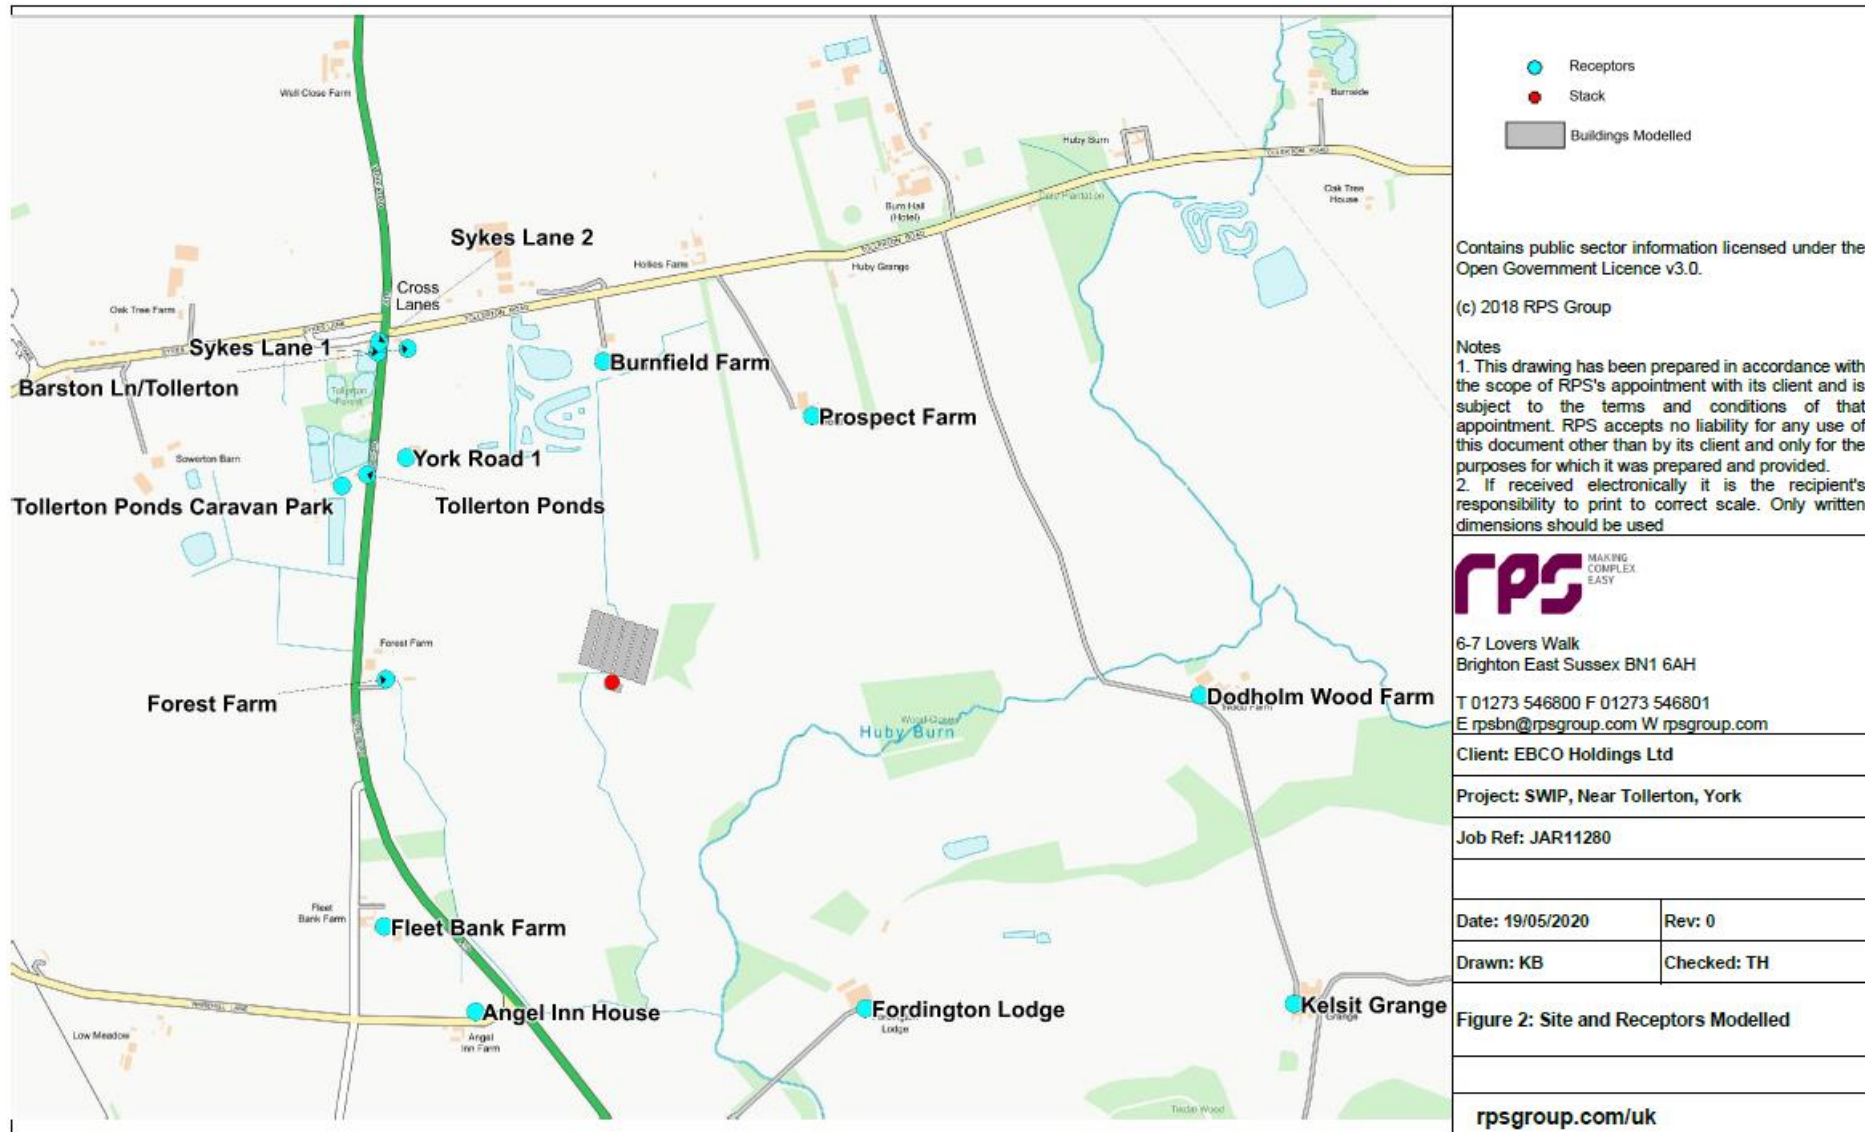 Well Close Farm
Burnside
Huby Burn
TOLLERTON ROAD
Oak Tree
House
Burn Hall
(Hotel)
TOLLERTON ROAD
Sykes Lane 2
Hollies Farm
Huby Grange
Cross
Lanes
Oak Tree Farm
SYKES LANE
TOLLERTON ROAD
Sykes Lane 1
Barston Ln/Tollerton
Burnfield Farm
Prospect Farm
Sowerton Barn
York Road 1
Tollerton Ponds Caravan Park
Tollerton Ponds
Forest Farm
Forest Farm
Dodholm Wood Farm
Huby Burn
Fleet
Bank Farm
Fleet Bank Farm
Angel Inn House
Fordington Lodge
Lodge
Kelsit Grange
Grange
Low Meadow
Angel
Inn Farm
Receptors
Stack
Buildings Modelled
Contains public sector information licensed under the
Open Government Licence v3.0.
(c) 2018 RPS Group
Notes
1. This drawing has been prepared in accordance with
the scope of RPS's appointment with its client and is
subject to the terms and conditions of that
appointment. RPS accepts no liability for any use of
this document other than by its client and only for the
purposes for which it was prepared and provided.
2. If received electronically it is the recipient's
responsibility to print to correct scale. Only written
dimensions should be used
rps
MAKING
COMPLEX
EASY
6-7 Lovers Walk
Brighton East Sussex BN1 6AH
T 01273 546800 F 01273 546801
E rpsbn@rpsgroup.com W rpsgroup.com
Client: EBCO Holdings Ltd
Project: SWIP, Near Tollerton, York
Job Ref: JAR11280
Date: 19/05/2020 Rev: 0
Drawn: KB Checked: TH
Figure 2: Site and Receptors Modelled
rpsgroup.com/uk